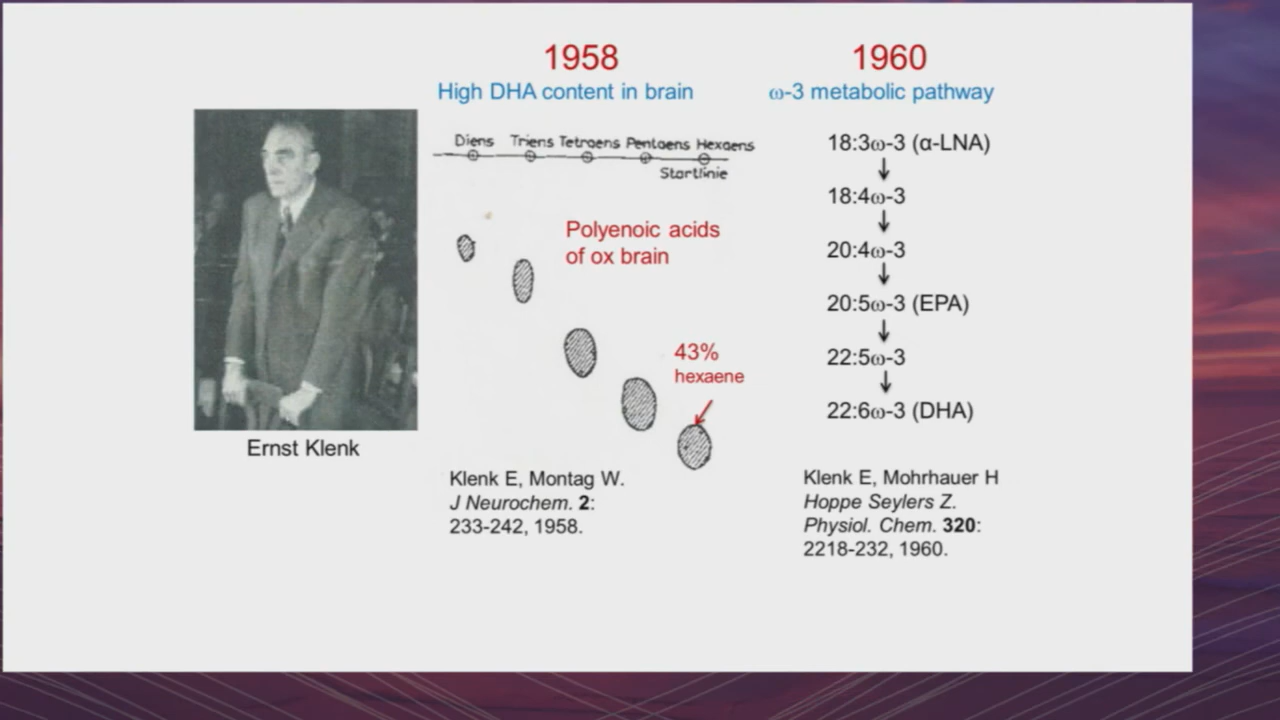 1958
High DHA content in brain
Diens Triens Tetraens Pentaens Hexaens
Startlinie
Polyenoic acids
of ox brain
43%
hexaene
Ernst Klenk
Klenk E, Montag W.
J Neurochem. 2:
233-242, 1958.
1960
ω-3 metabolic pathway
18:3ω-3 (α-LNA)
18:4ω-3
20:4ω-3
20:5ω-3 (EPA)
22:5ω-3
22:6ω-3 (DHA)
Klenk E, Mohrhauer H
Hoppe Seylers Z.
Physiol. Chem. 320:
2218-232, 1960.